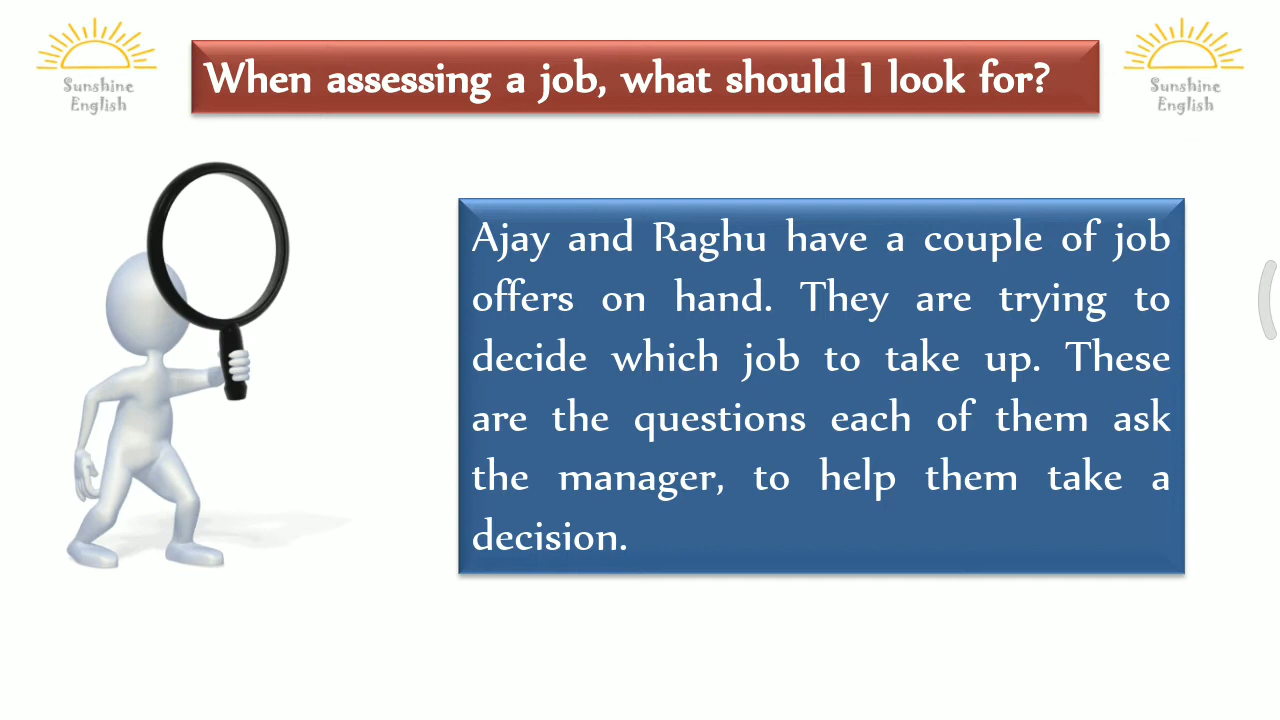 Sunshine
English
When assessing a job, what should I look for?
Sunshine
English
Ajay and Raghu have a couple of job
offers on hand. They are trying to
decide which job to take up. These
are the questions each of them ask
the manager, to help them take a
decision.